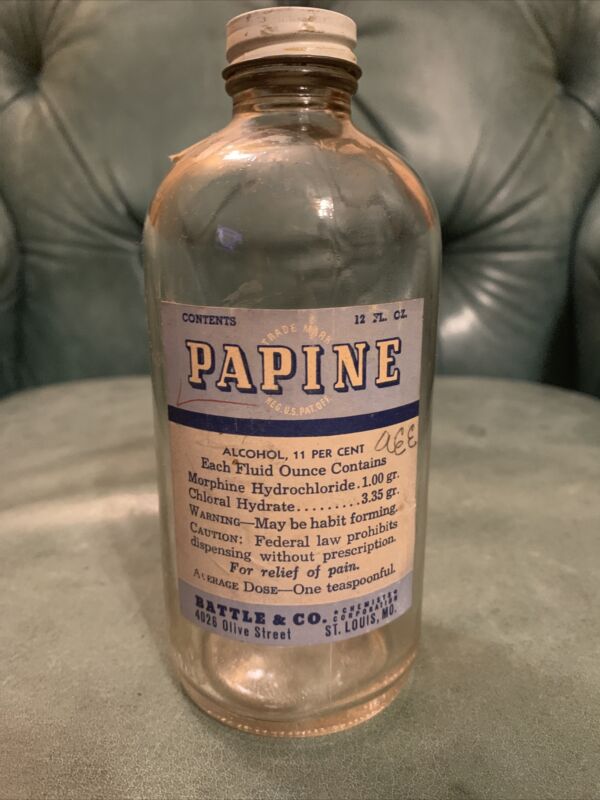 CONTENTS 12 FL. OZ.
TRADE MARK
PAPINE
REG. U.S. PAT. OFF.
ALCOHOL, 11 PER CENT
Each Fluid Ounce Contains
Morphine Hydrochloride. 1.00 gr.
Chloral Hydrate.........3.35 gr.
WARNING—May be habit forming.
CAUTION: Federal law prohibits
dispensing without prescription.
For relief of pain.
AVERAGE DOSE—One teaspoonful.
BATTLE & CO. CHEMISTS CORPORATION
4026 Olive Street ST. LOUIS, MO.